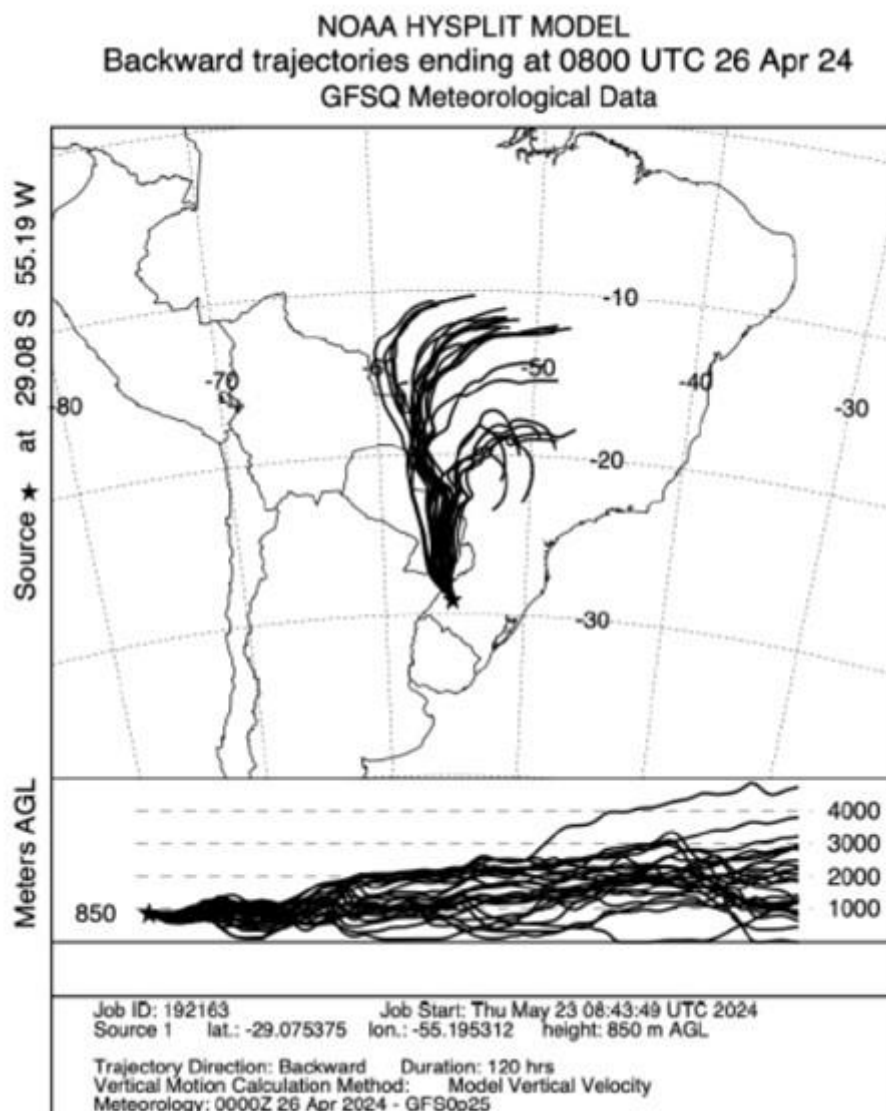 NOAA HYSPLIT MODEL
Backward trajectories ending at 0800 UTC 26 Apr 24
GFSQ Meteorological Data
Source ★ at 29.08 S 55.19 W
-10
-50
-70
-40
-80
-30
-20
-30
Meters AGL
4000
3000
2000
850
1000
Job ID: 192163 Job Start: Thu May 23 08:43:49 UTC 2024
Source 1 lat.: -29.075375 lon.: -55.195312 height: 850 m AGL
Trajectory Direction: Backward Duration: 120 hrs
Vertical Motion Calculation Method: Model Vertical Velocity
Meteorology: 0000Z 26 Apr 2024 - GFS0p25